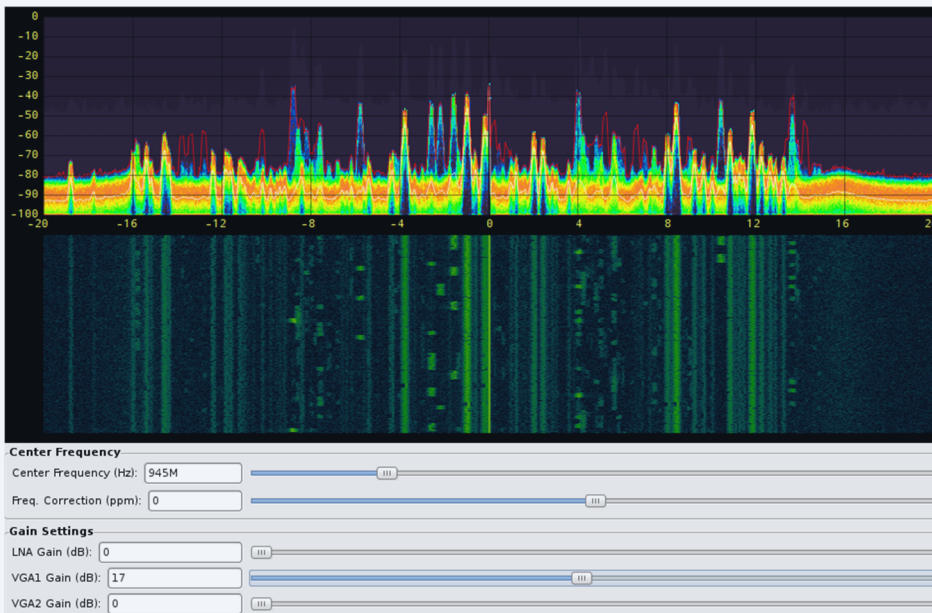 0
-10
-20
-30
-40
-50
-60
-70
-80
-90
-100
-20 -16 -12 -8 -4 0 4 8 12 16
Center Frequency
Center Frequency (Hz): 945M
Freq. Correction (ppm): 0
Gain Settings
LNA Gain (dB): 0
VGA1 Gain (dB): 17
VGA2 Gain (dB): 0